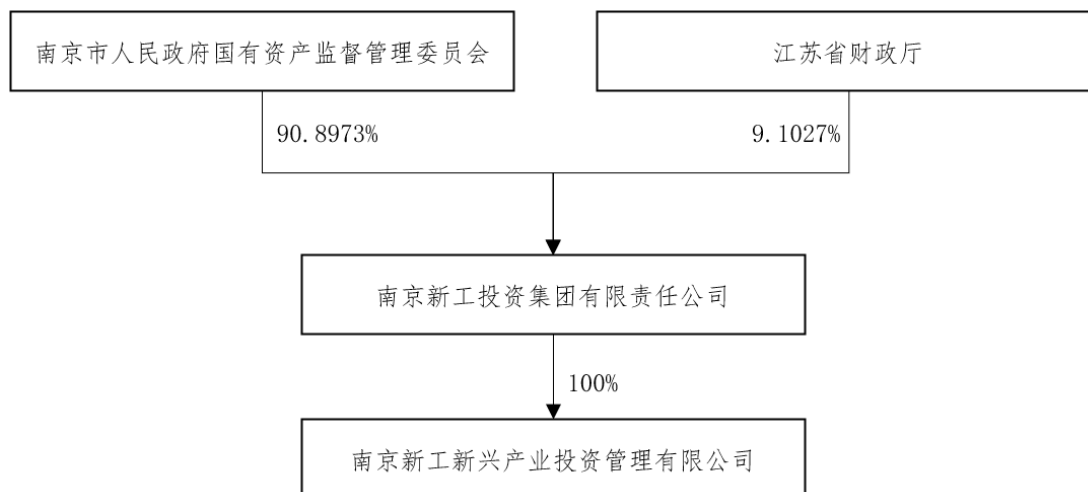 南京市人民政府国有资产监督管理委员会
江苏省财政厅
90.8973%
9.1027%
南京新工投资集团有限责任公司
100%
南京新工新兴产业投资管理有限公司